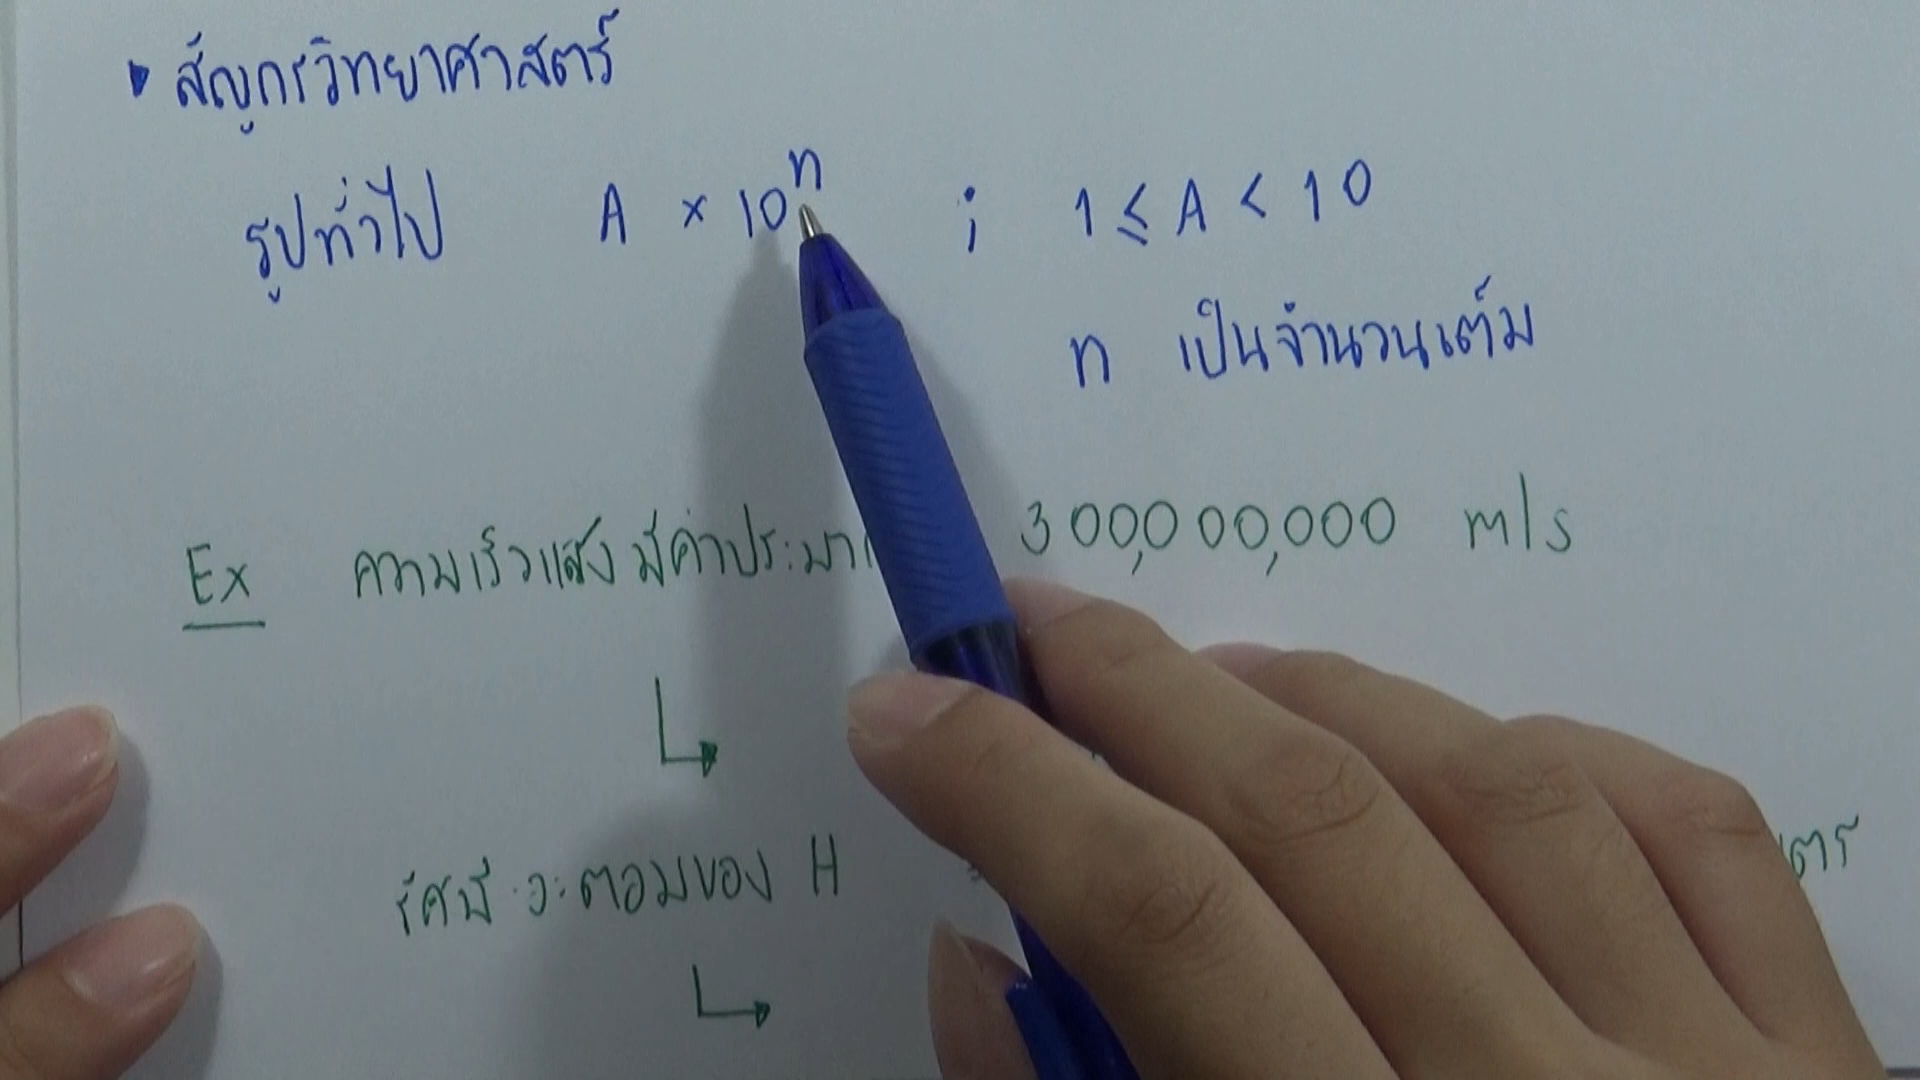 สัญกรวิทยาศาสตร์
รูปทั่วไป A × 10ⁿ ; 1 ≤ A < 10
n เป็นจำนวนเต็ม
Ex ความเร็วแสง มีค่าประมา 300,000,000 m/s
รัศมี อะตอมของ H